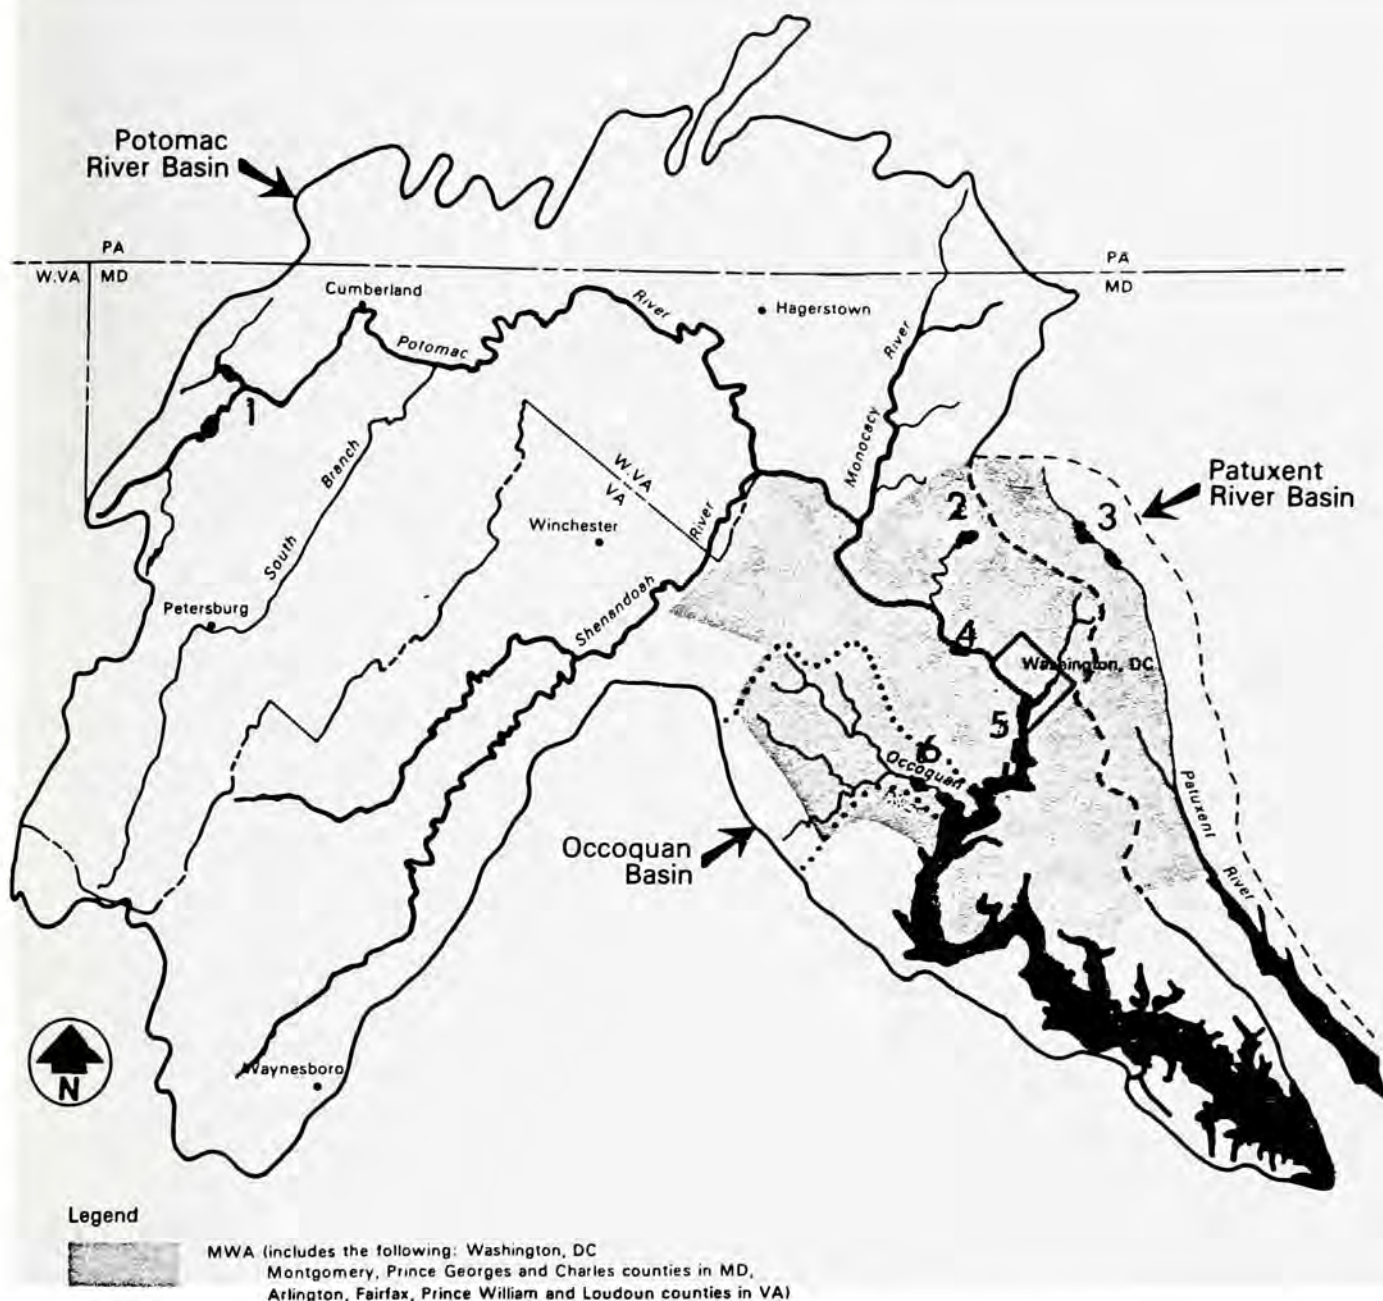 Potomac
River Basin
PA
W.VA
MD
PA
MD
Cumberland
Potomac
River
Hagerstown
Monocacy
River
1
South
Branch
W.VA
VA
Winchester
Shenandoah
River
Petersburg
2
3
Patuxent
River Basin
4
Washington, DC
5
6
Occoquan
Patuxent
River
Occoquan
Basin
Waynesboro
N
Legend
MWA (includes the following: Washington, DC
Montgomery, Prince Georges and Charles counties in MD,
Arlington, Fairfax, Prince William and Loudoun counties in VA)